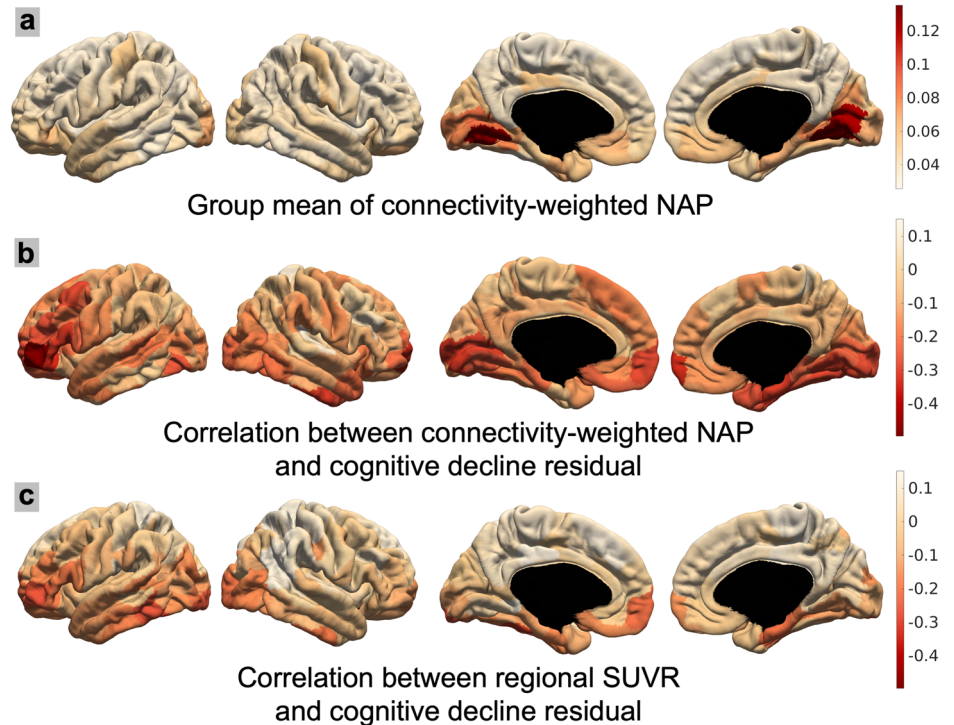 a
0.12
0.10
0.08
0.06
0.04
Group mean of connectivity-weighted NAP
b
0.1
0
-0.1
-0.2
-0.3
-0.4
Correlation between connectivity-weighted NAP
and cognitive decline residual
c
0.1
0
-0.1
-0.2
-0.3
-0.4
Correlation between regional SUVR
and cognitive decline residual